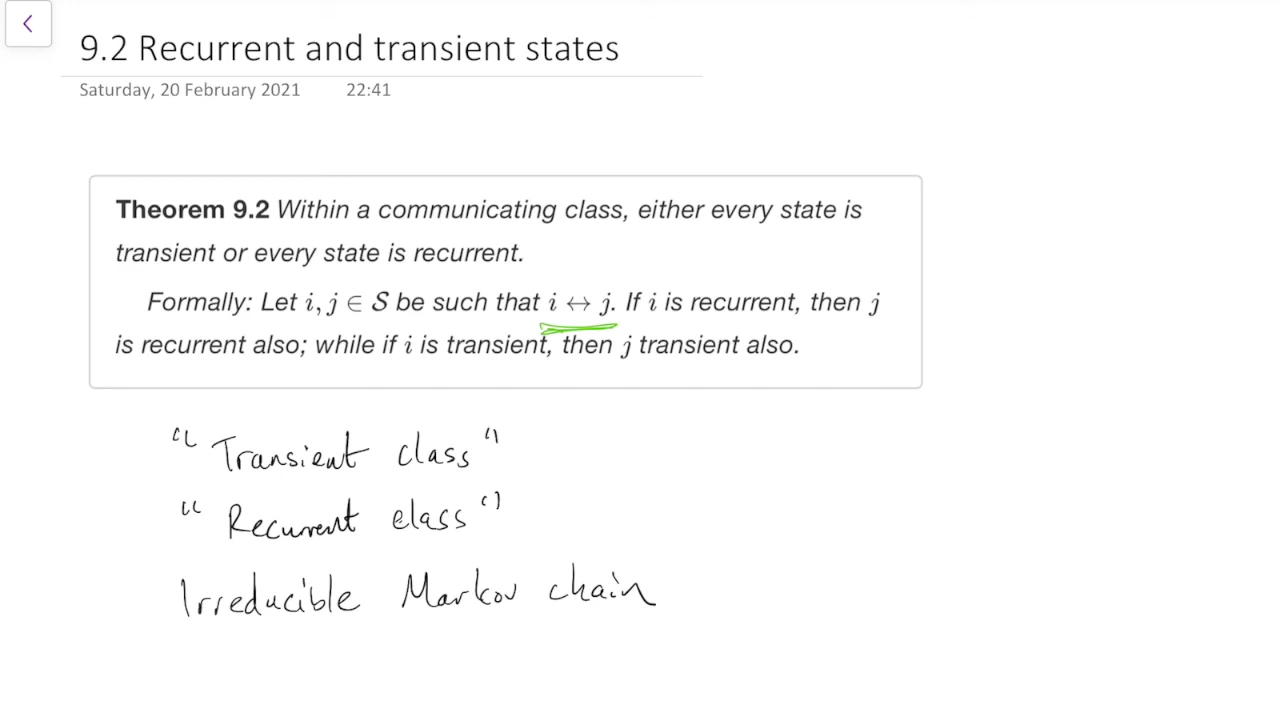 9.2 Recurrent and transient states
Saturday, 20 February 2021 22:41
Theorem 9.2 Within a communicating class, either every state is
transient or every state is recurrent.
Formally: Let i, j ∈ S be such that i ↔ j. If i is recurrent, then j
is recurrent also; while if i is transient, then j transient also.
"Transient class"
"Recurrent class"
Irreducible Markov chain